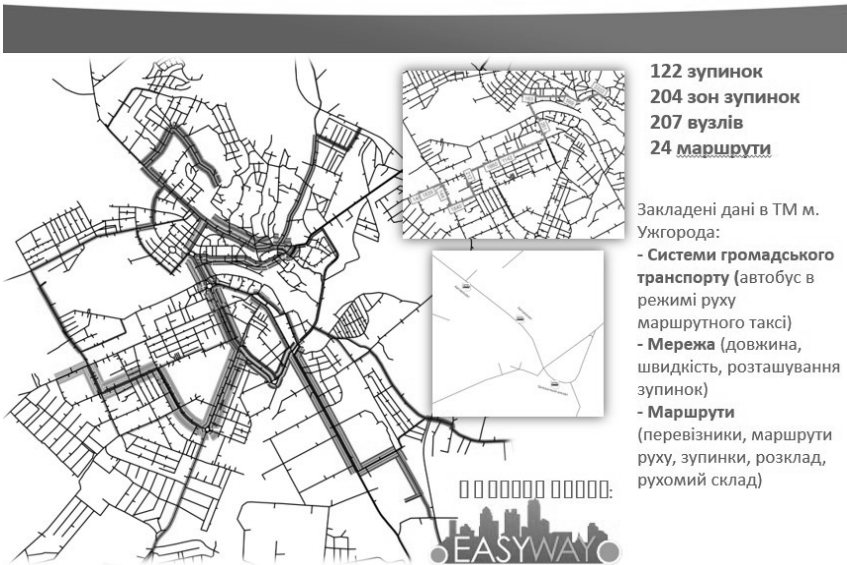 122 зупинок
204 зон зупинок
207 вузлів
24 маршрути
Закладені дані в ТМ м.
Ужгорода:
- Системи громадського
транспорту (автобус в
режимі руху
маршрутного таксі)
- Мережа (довжина,
швидкість, розташування
зупинок)
- Маршрути
(перевізники, маршрути
руху, зупинки, розклад,
рухомий склад)
EASYWAY